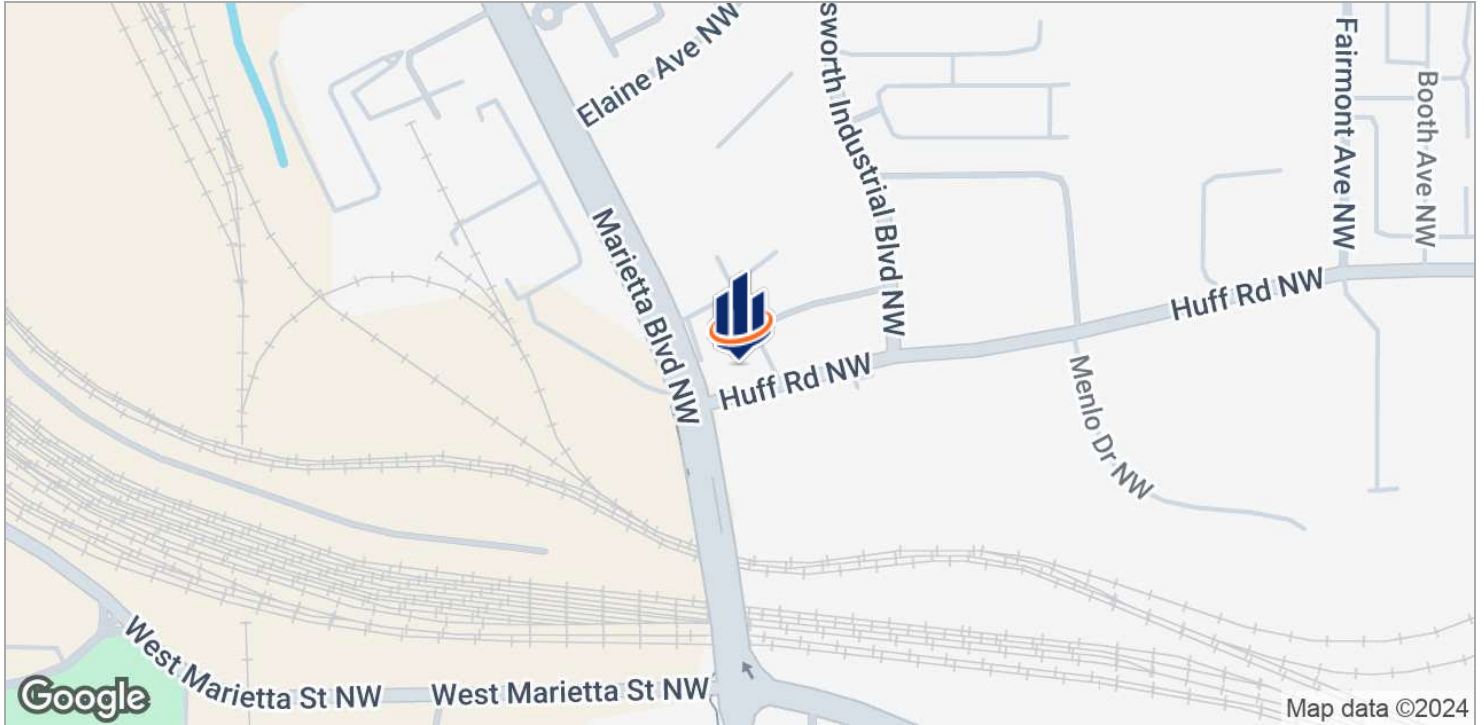 Elaine Ave NW
sworth Industrial Blvd NW
Fairmont Ave NW
Booth Ave NW
Marietta Blvd NW
Huff Rd NW
Huff Rd NW
Menlo Dr NW
West Marietta St NW
West Marietta St NW
Google
Map data ©2024